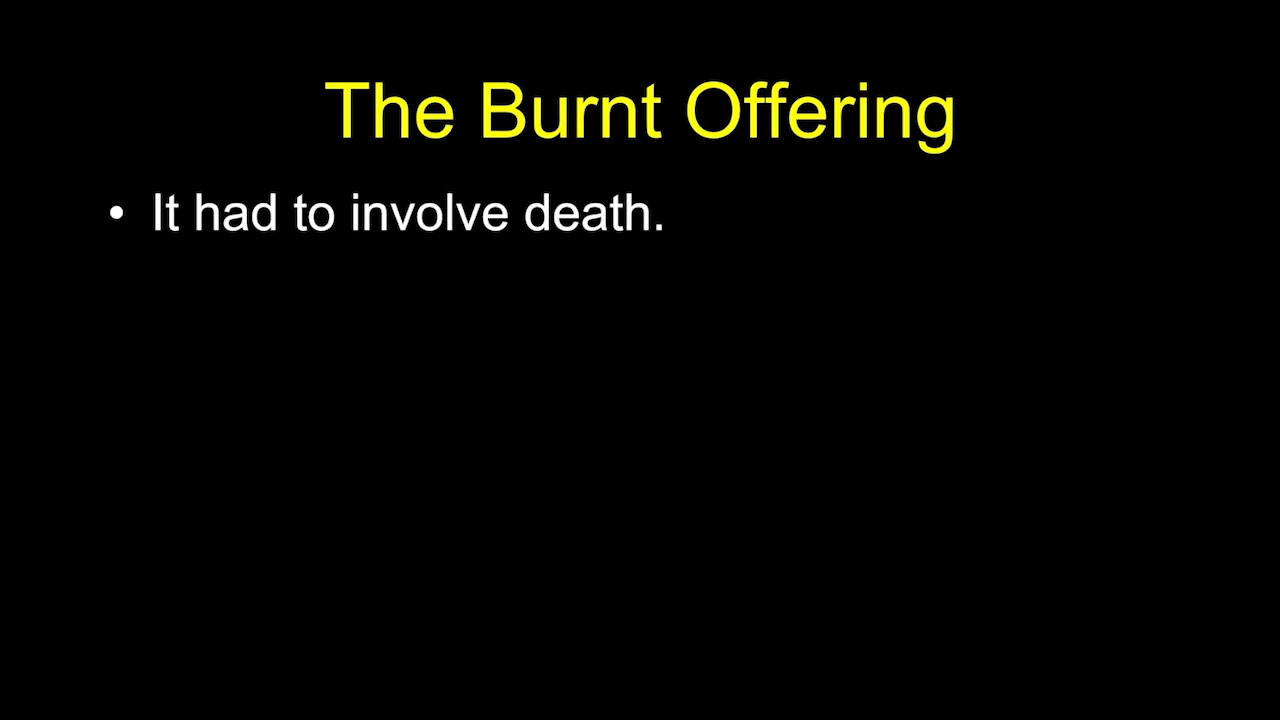 The Burnt Offering
• It had to involve death.